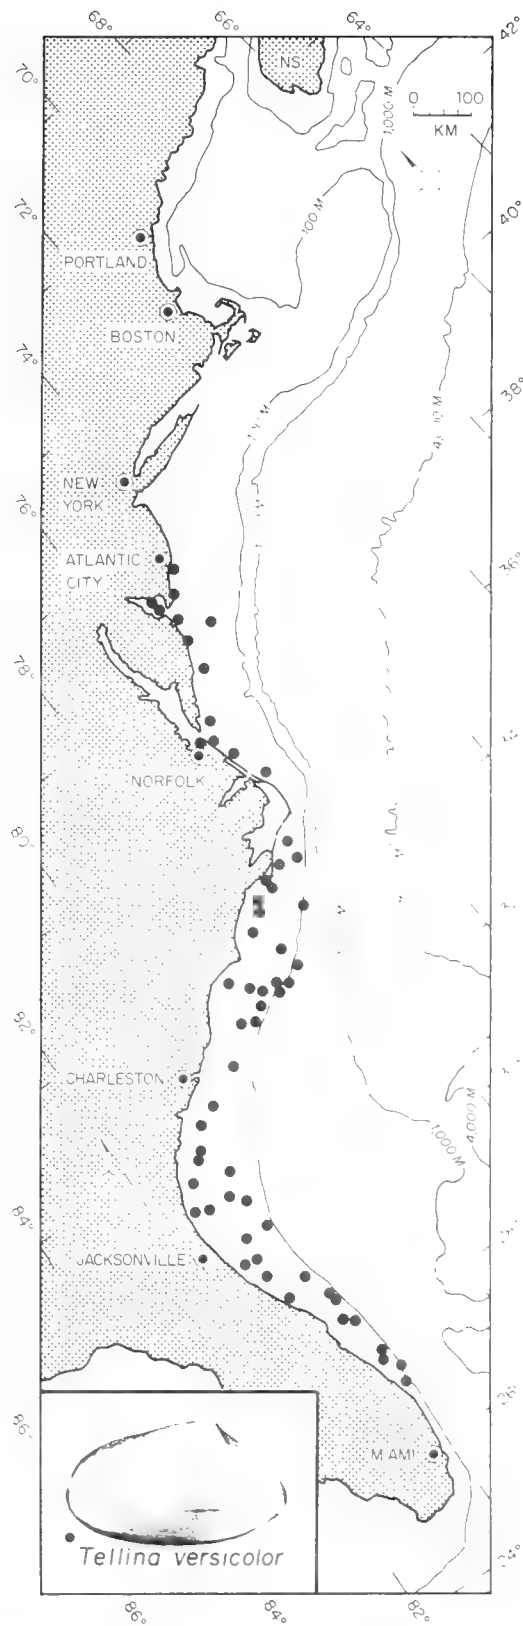 68°
66°
64°
42°
70°
NS
0 100
KM
1,000 M
72°
40°
100 M
PORTLAND
BOSTON
74°
38°
NEW
YORK
76°
ATLANTIC
CITY
36°
78°
NORFOLK
80°
82°
CHARLESTON
4,000 M
1,000 M
84°
JACKSONVILLE
86°
MIAMI
Tellina versicolor
86°
84°
82°